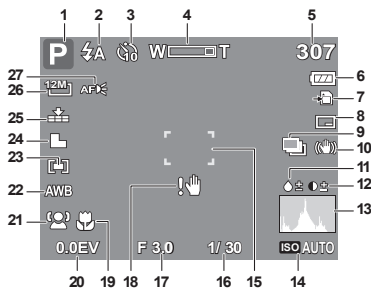 1 2 3 4 5
P A 10 W T 307
27 6
26 12M AF 7
25 8
24 9 10
23 11
22 AWB 12
21 13
0.0EV F 3.0 1/ 30 ISO AUTO
20 19 18 17 16 15 14